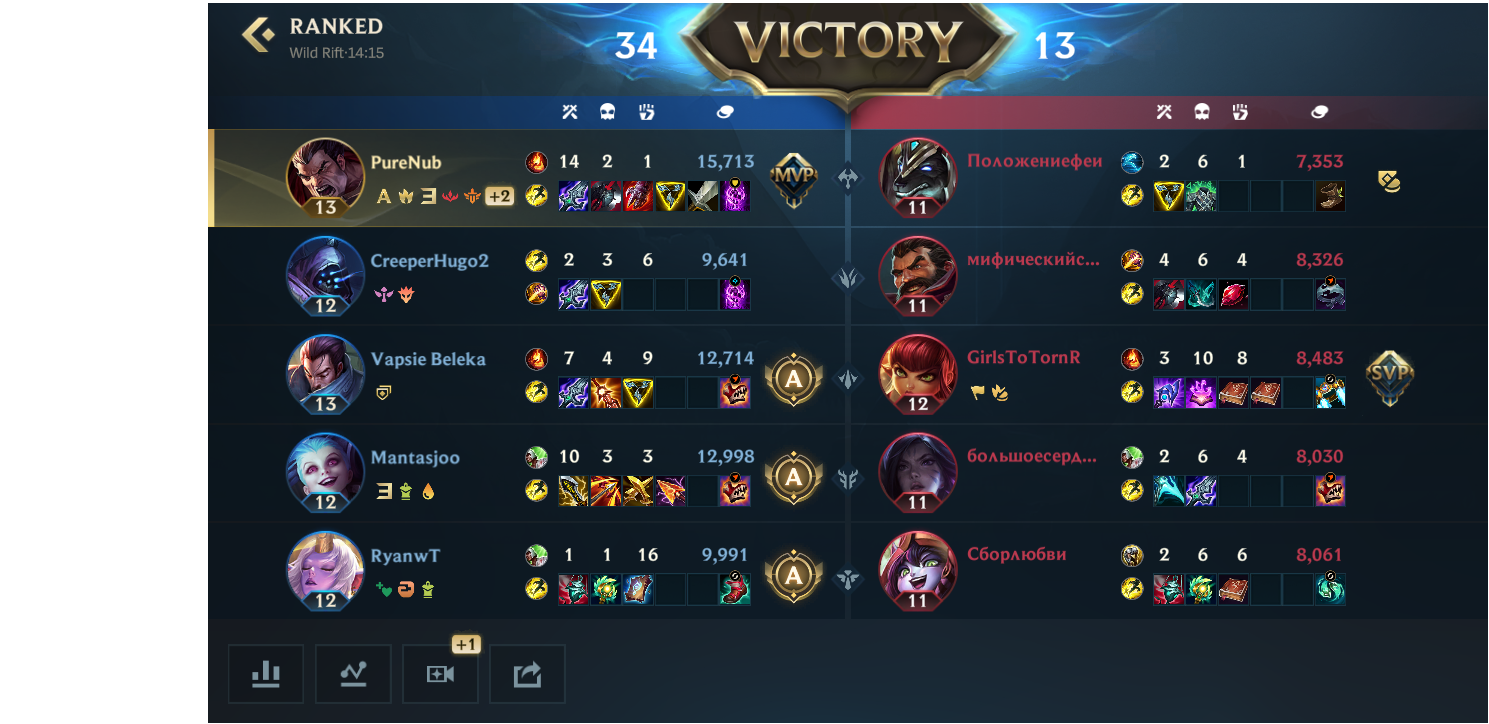 RANKED
Wild Rift·14:15
34 VICTORY 13
PureNub 14 2 1 15,713 MVP
13 A +2
Положениефеи 2 6 1 7,353
11
CreeperHugo2 2 3 6 9,641
12
мифическийс... 4 6 4 8,326
11
Vapsie Beleka 7 4 9 12,714 A
13
GirlsToTornR 3 10 8 8,483 SVP
12
Mantasjoo 10 3 3 12,998 A
12
большоесерд... 2 6 4 8,030
11
RyanwT 1 1 16 9,991 A
12
Сборлюбви 2 6 6 8,061
11
+1